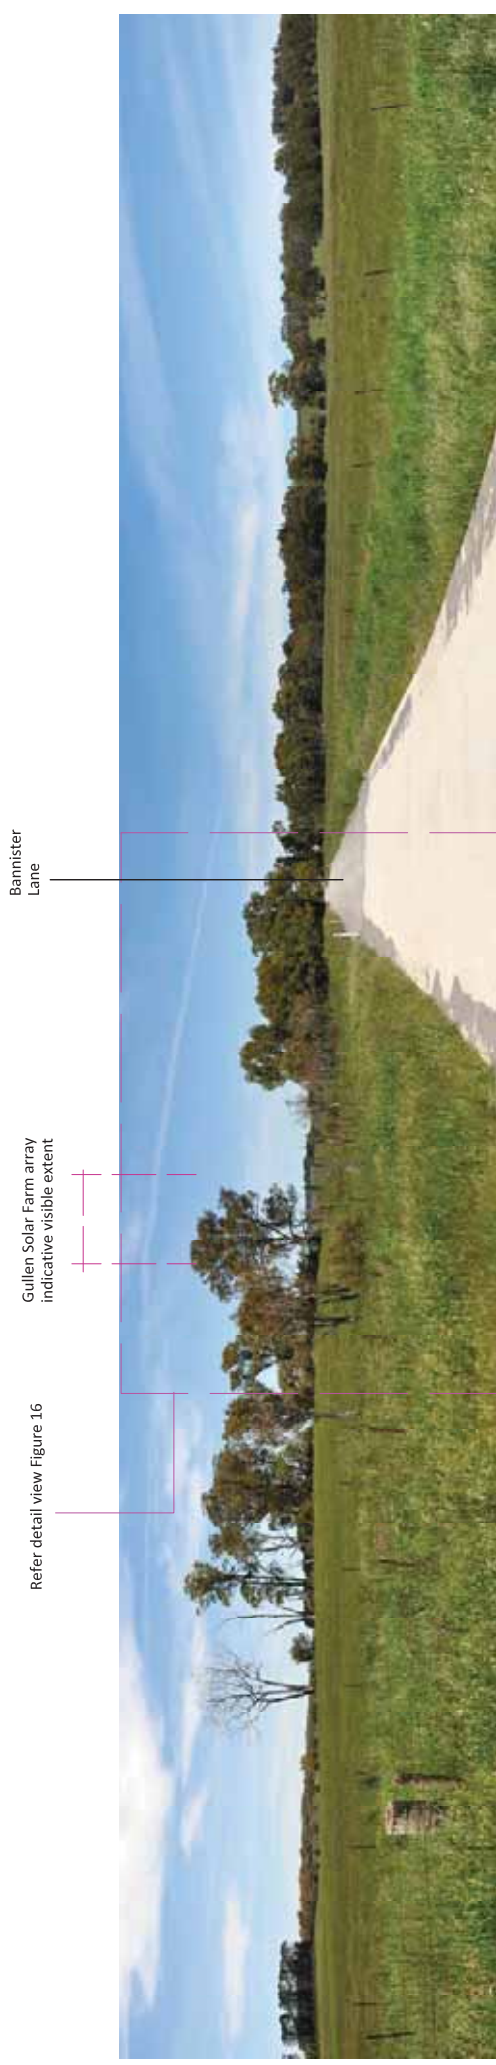 Refer detail view Figure 16
Gullen Solar Farm array
indicative visible extent
Bannister
Lane